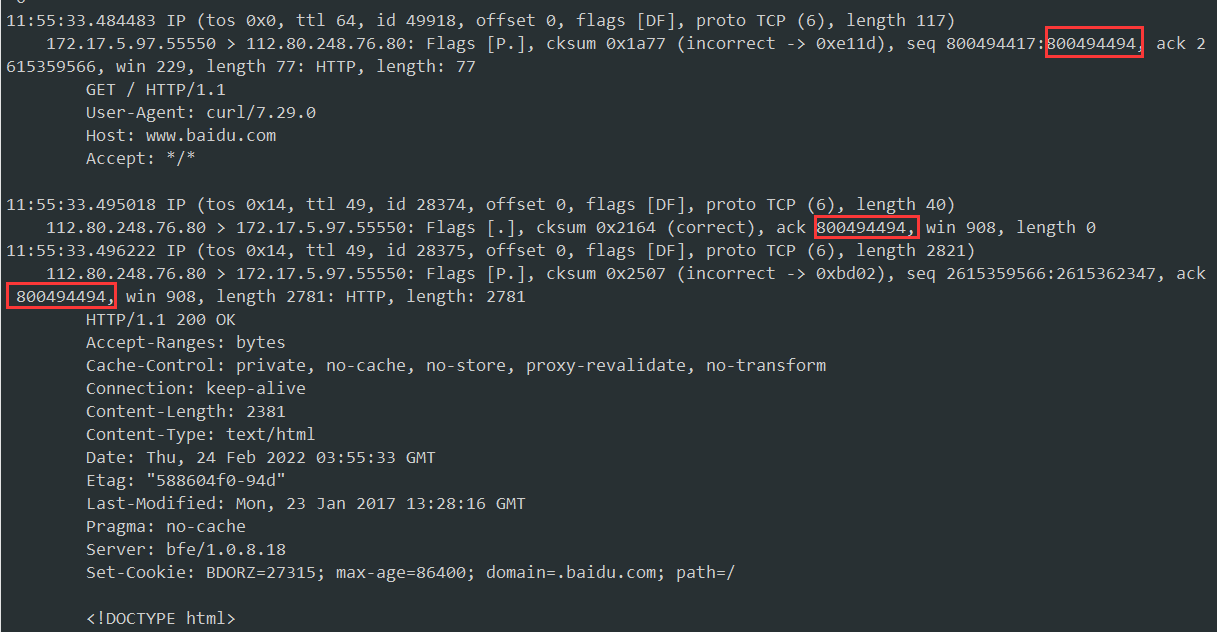 11:55:33.484483 IP (tos 0x0, ttl 64, id 49918, offset 0, flags [DF], proto TCP (6), length 117)
    172.17.5.97.55550 > 112.80.248.76.80: Flags [P.], cksum 0x1a77 (incorrect -> 0xe11d), seq 800494417:800494494, ack 2
615359566, win 229, length 77: HTTP, length: 77
        GET / HTTP/1.1
        User-Agent: curl/7.29.0
        Host: www.baidu.com
        Accept: */*

11:55:33.495018 IP (tos 0x14, ttl 49, id 28374, offset 0, flags [DF], proto TCP (6), length 40)
    112.80.248.76.80 > 172.17.5.97.55550: Flags [.], cksum 0x2164 (correct), ack 800494494, win 908, length 0
11:55:33.496222 IP (tos 0x14, ttl 49, id 28375, offset 0, flags [DF], proto TCP (6), length 2821)
    112.80.248.76.80 > 172.17.5.97.55550: Flags [P.], cksum 0x2507 (incorrect -> 0xbd02), seq 2615359566:2615362347, ack
 800494494, win 908, length 2781: HTTP, length: 2781
        HTTP/1.1 200 OK
        Accept-Ranges: bytes
        Cache-Control: private, no-cache, no-store, proxy-revalidate, no-transform
        Connection: keep-alive
        Content-Length: 2381
        Content-Type: text/html
        Date: Thu, 24 Feb 2022 03:55:33 GMT
        Etag: "588604f0-94d"
        Last-Modified: Mon, 23 Jan 2017 13:28:16 GMT
        Pragma: no-cache
        Server: bfe/1.0.8.18
        Set-Cookie: BDORZ=27315; max-age=86400; domain=.baidu.com; path=/

        <!DOCTYPE html>